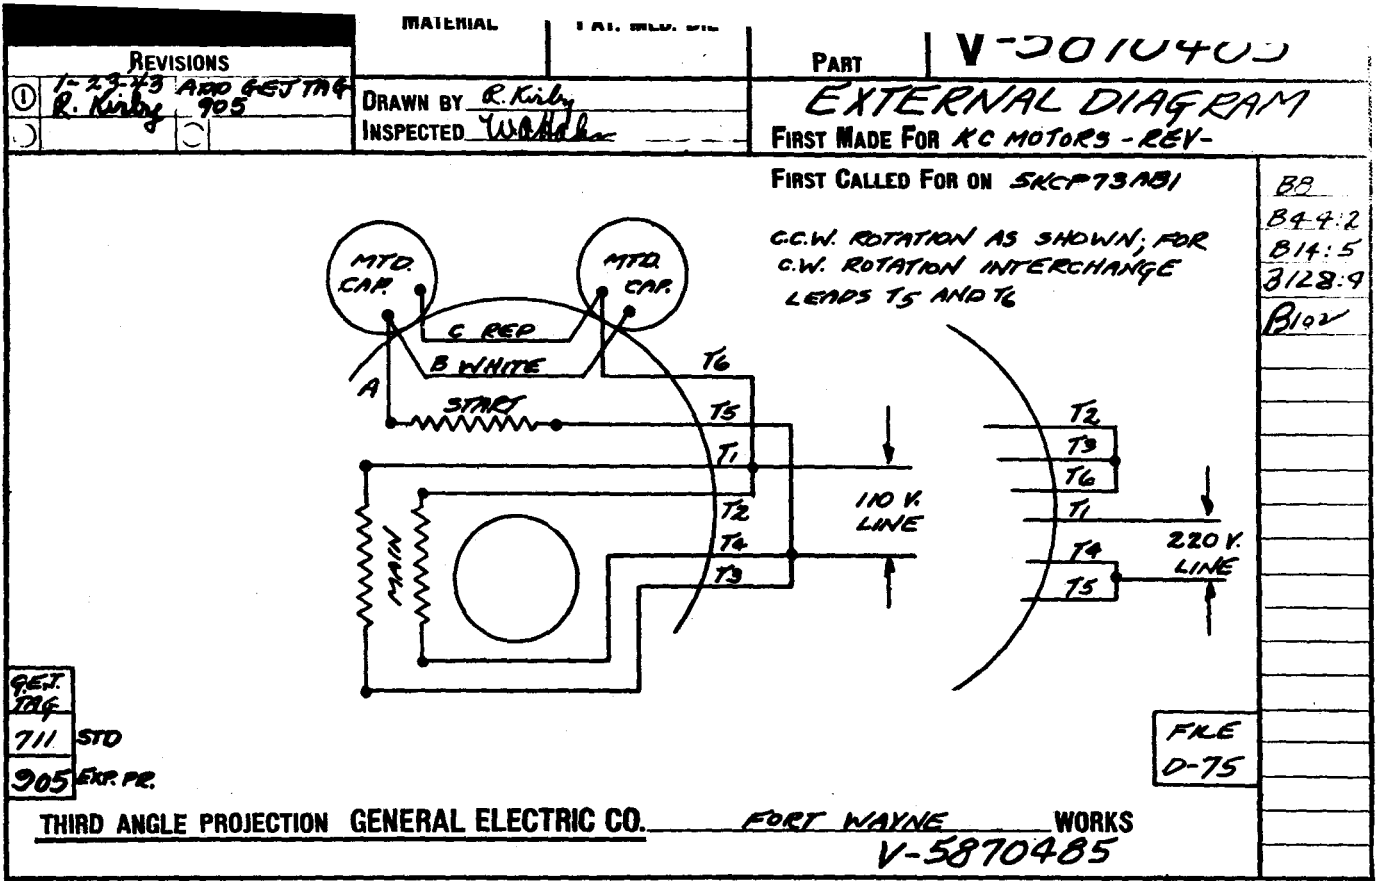 MATERIAL
PART
REVISIONS
1 1-23-43 ADD GEJ TAG
R. Kirby 905
DRAWN BY R. Kirby
INSPECTED
EXTERNAL DIAGRAM
FIRST MADE FOR KC MOTORS - REV-
FIRST CALLED FOR ON 5KCP73AB1
B8
B44:2
B14:5
B128:9
B102
C.C.W. ROTATION AS SHOWN; FOR
C.W. ROTATION INTERCHANGE
LEADS T5 AND T6
MTD.
CAP.
MTD.
CAP.
C RED
B WHITE
A
START
MAIN
T6
T5
T1
T2
T4
T3
110 V.
LINE
T2
T3
T6
T1
T4
T5
220 V.
LINE
G.E.J.
TAG
711 STD
905 EXP. PR.
FILE
D-75
THIRD ANGLE PROJECTION GENERAL ELECTRIC CO. FORT WAYNE WORKS
V-5870485